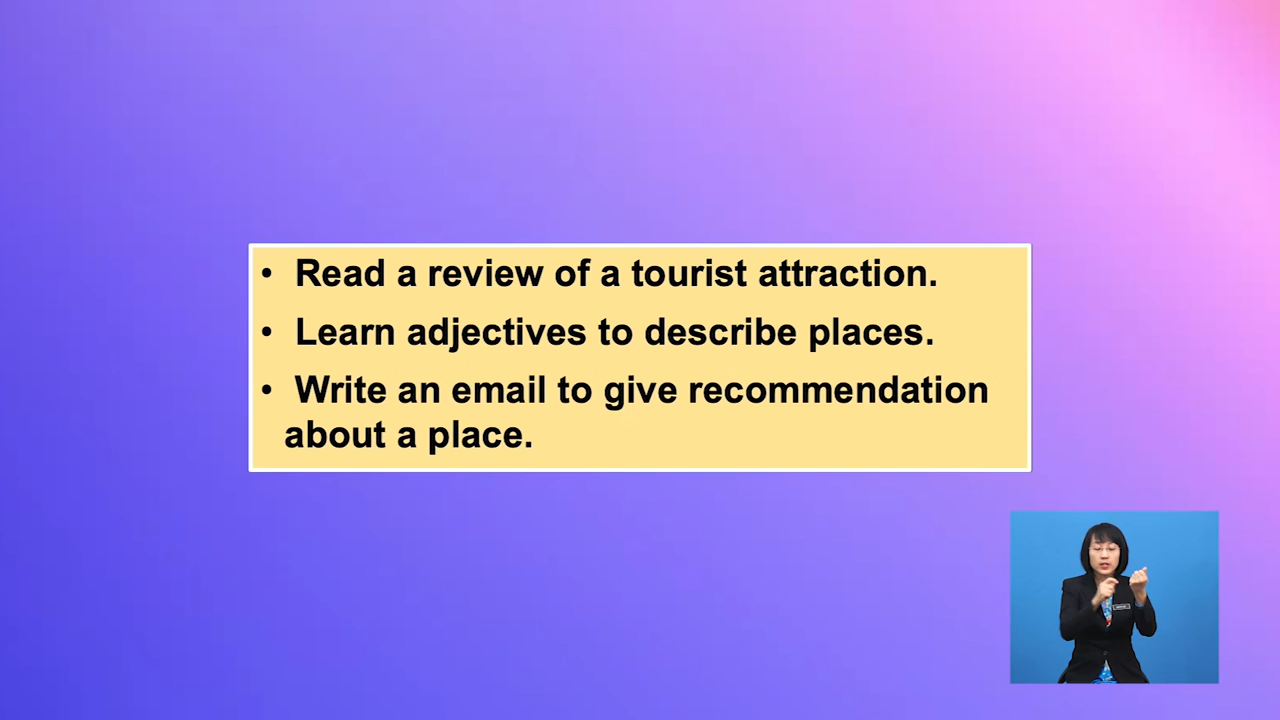 • Read a review of a tourist attraction.
• Learn adjectives to describe places.
• Write an email to give recommendation
about a place.